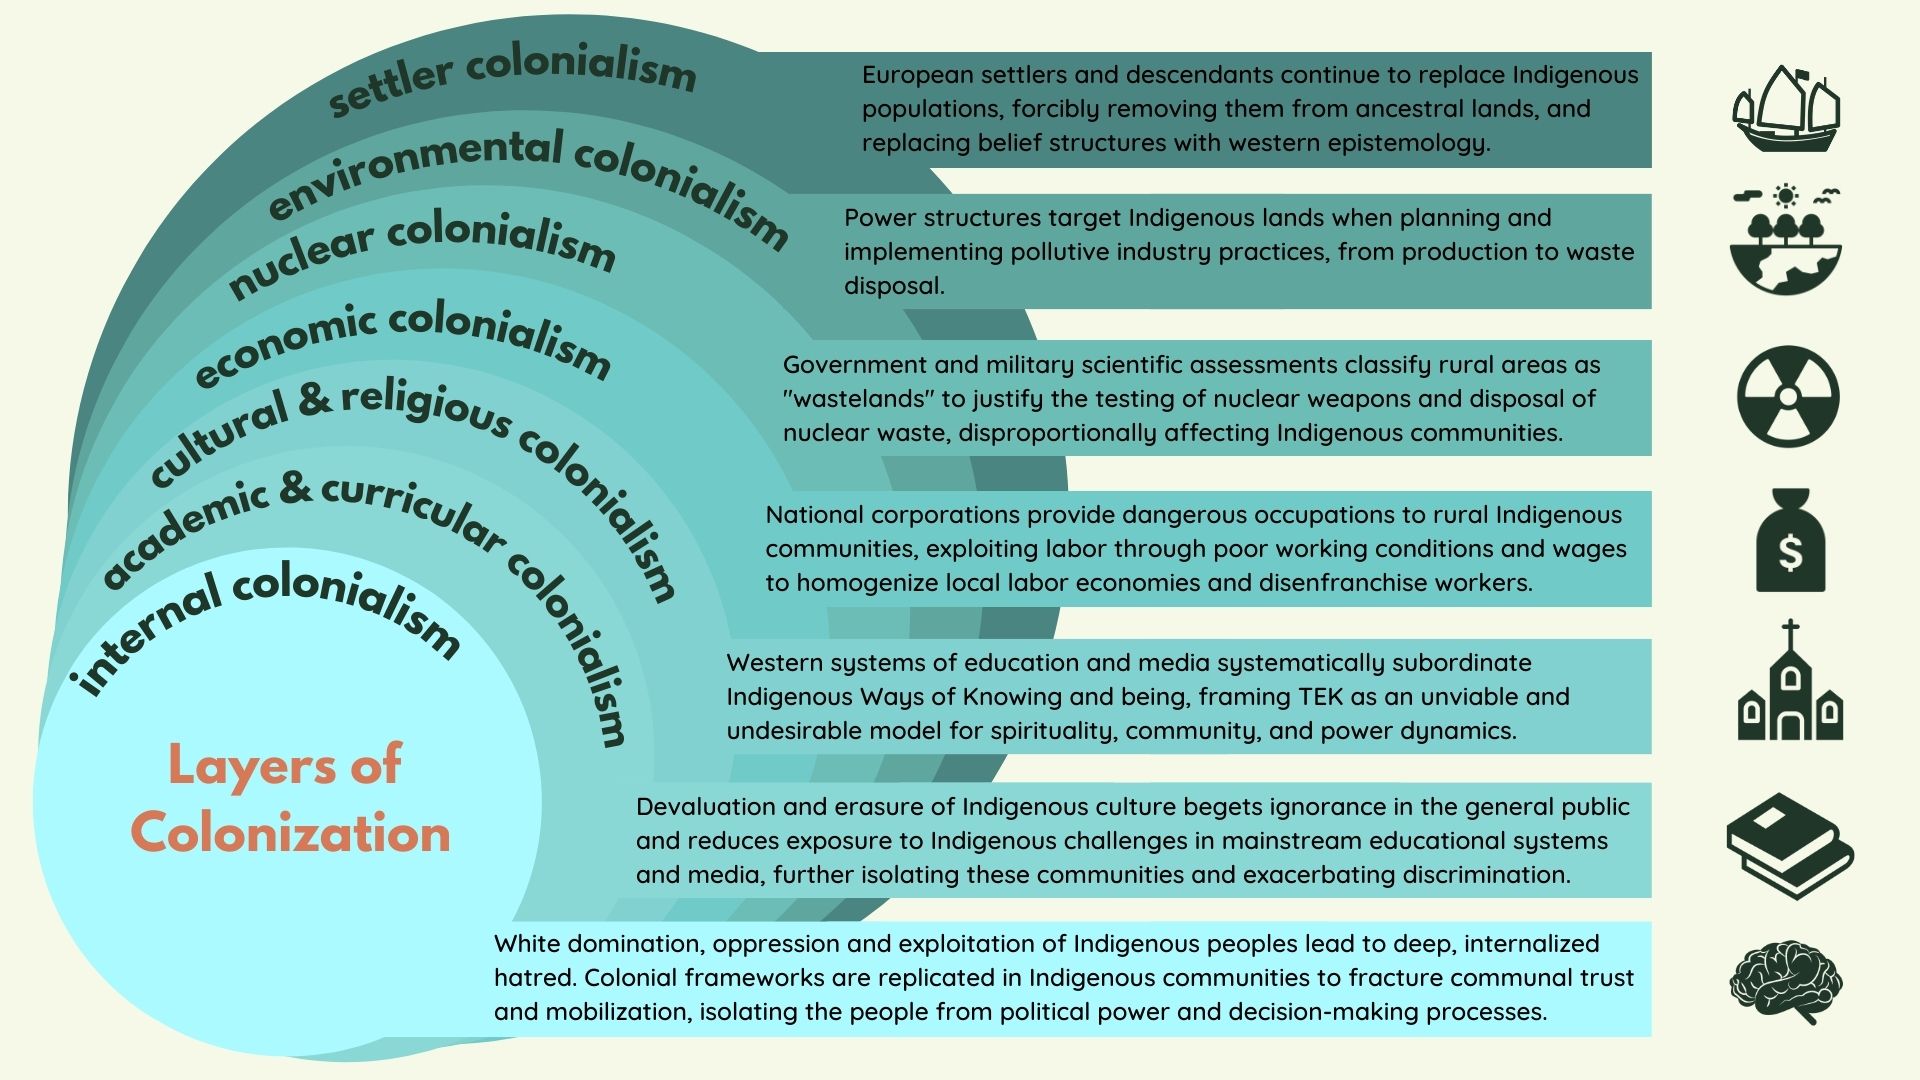 settler colonialism
European settlers and descendants continue to replace Indigenous
populations, forcibly removing them from ancestral lands, and
replacing belief structures with western epistemology.
environmental colonialism
Power structures target Indigenous lands when planning and
implementing pollutive industry practices, from production to waste
disposal.
nuclear colonialism
Government and military scientific assessments classify rural areas as
"wastelands" to justify the testing of nuclear weapons and disposal of
nuclear waste, disproportionally affecting Indigenous communities.
economic colonialism
National corporations provide dangerous occupations to rural Indigenous
communities, exploiting labor through poor working conditions and wages
to homogenize local labor economies and disenfranchise workers.
$
cultural & religious colonialism
Western systems of education and media systematically subordinate
Indigenous Ways of Knowing and being, framing TEK as an unviable and
undesirable model for spirituality, community, and power dynamics.
academic & curricular colonialism
Devaluation and erasure of Indigenous culture begets ignorance in the general public
and reduces exposure to Indigenous challenges in mainstream educational systems
and media, further isolating these communities and exacerbating discrimination.
internal colonialism
White domination, oppression and exploitation of Indigenous peoples lead to deep, internalized
hatred. Colonial frameworks are replicated in Indigenous communities to fracture communal trust
and mobilization, isolating the people from political power and decision-making processes.
Layers of
Colonization